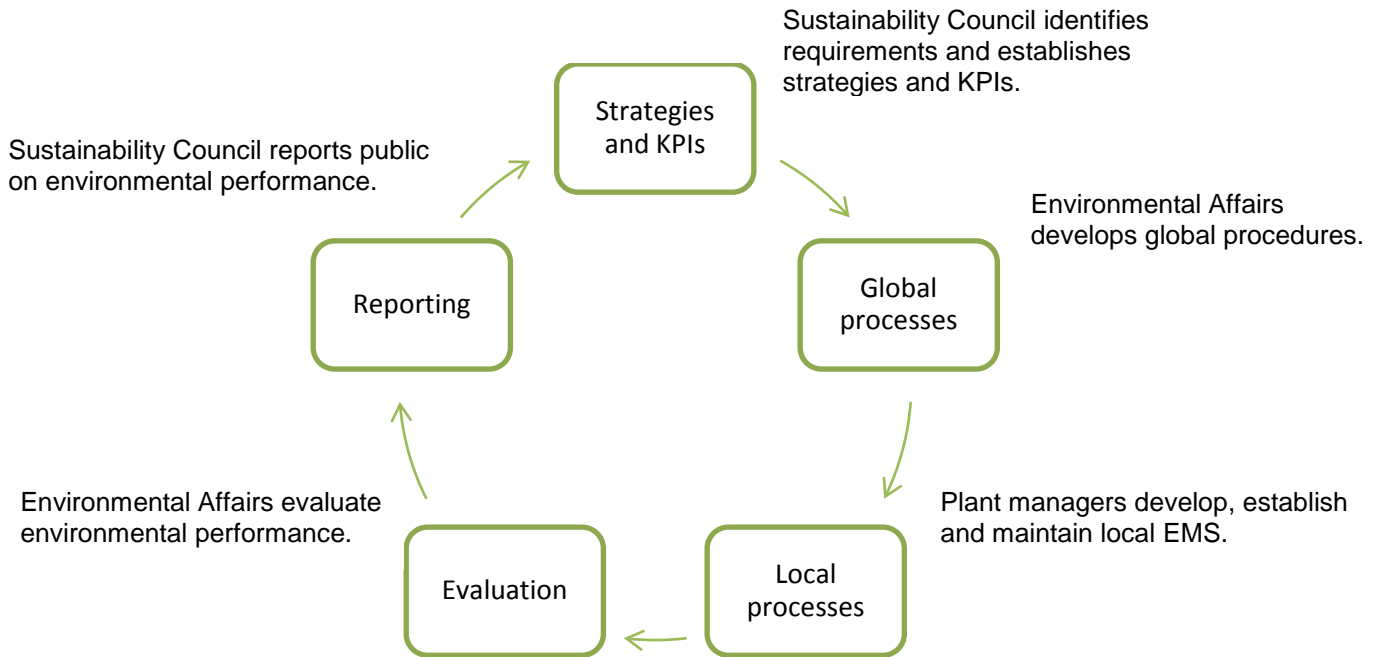 Sustainability Council identifies
requirements and establishes
strategies and KPIs.
Strategies
and KPIs
Sustainability Council reports public
on environmental performance.
Environmental Affairs
develops global procedures.
Reporting
Global
processes
Environmental Affairs evaluate
environmental performance.
Plant managers develop, establish
and maintain local EMS.
Evaluation
Local
processes